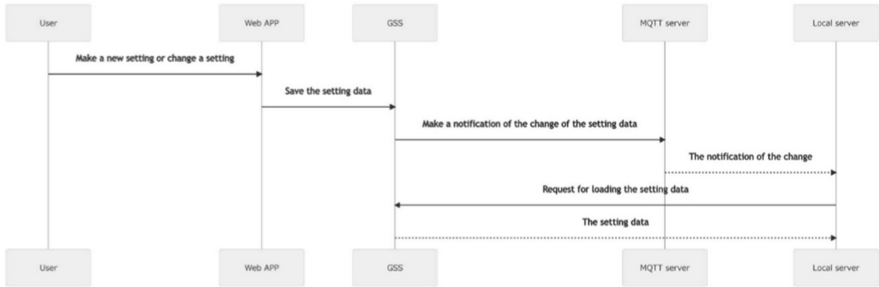 User
Web APP
GSS
MQTT server
Local server
Make a new setting or change a setting
Save the setting data
Make a notification of the change of the setting data
The notification of the change
Request for loading the setting data
The setting data
User
Web APP
GSS
MQTT server
Local server